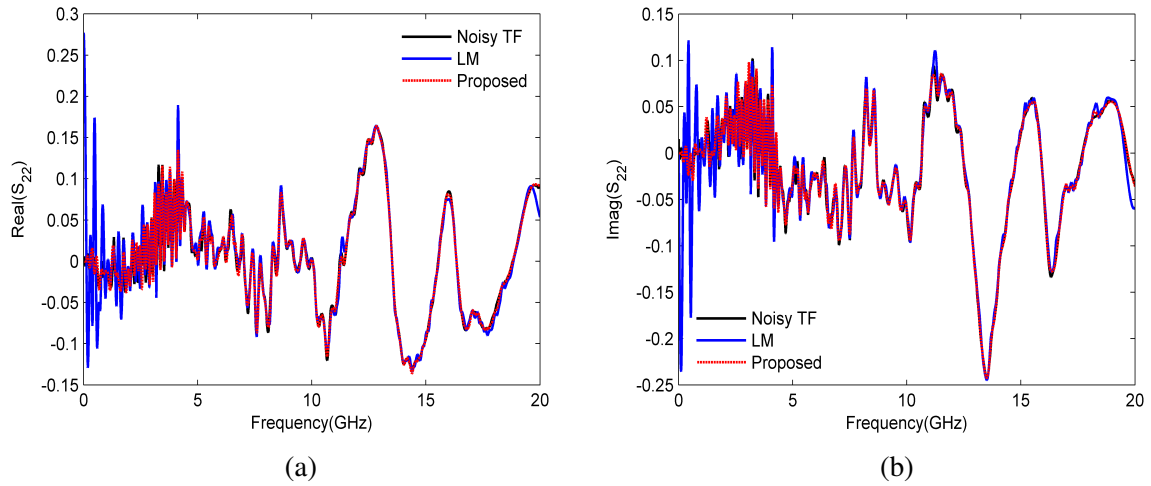 0.3
0.25
0.2
0.15
0.1
0.05
0
-0.05
-0.1
-0.15
0
5
10
15
20
Real(S22)
Frequency(GHz)
Noisy TF
LM
Proposed
(a)
0.15
0.1
0.05
0
-0.05
-0.1
-0.15
-0.2
-0.25
0
5
10
15
20
Imag(S22)
Frequency(GHz)
Noisy TF
LM
Proposed
(b)